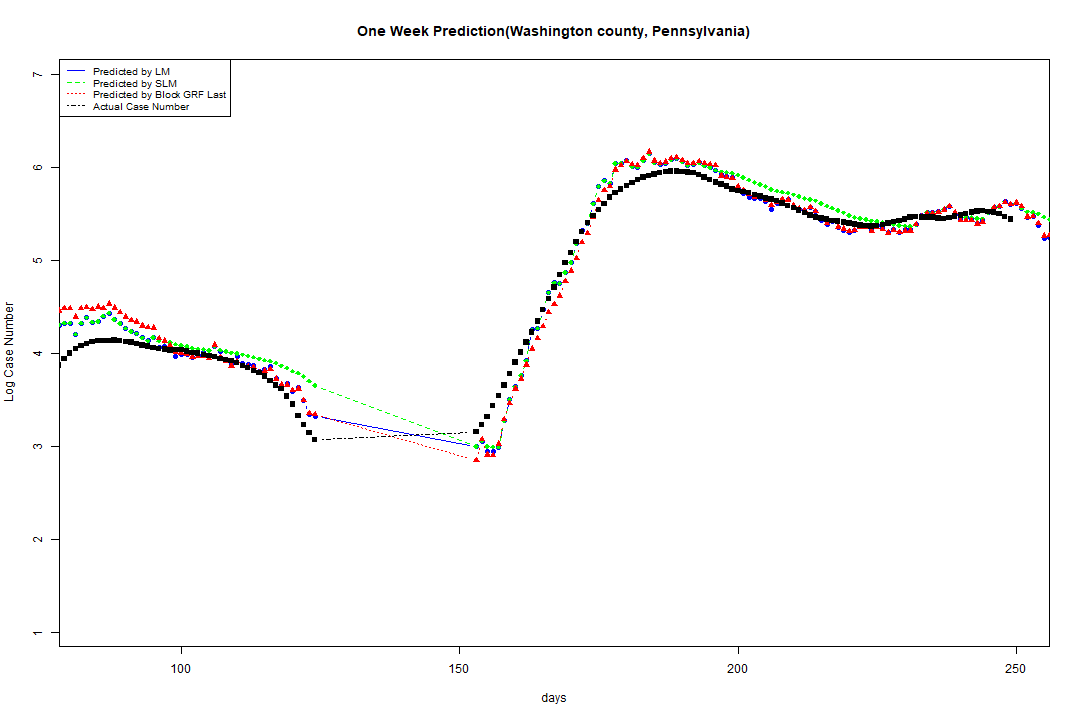 One Week Prediction(Washington county, Pennsylvania)
Predicted by LM
Predicted by SLM
Predicted by Block GRF Last
Actual Case Number
7
6
5
4
3
2
1
Log Case Number
100 150 200 250
days